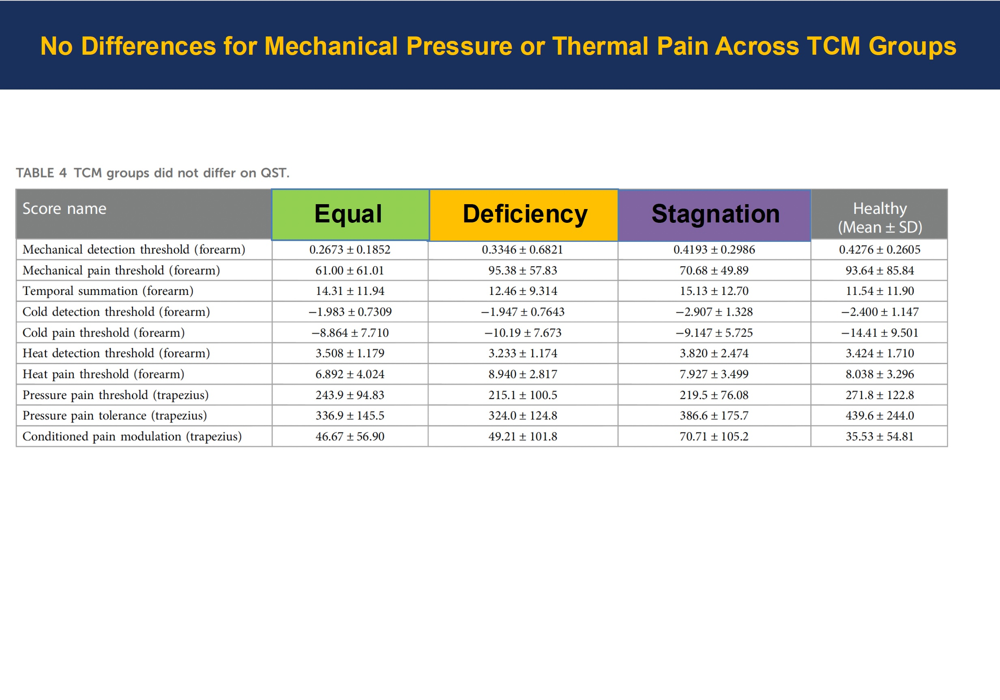 No Differences for Mechanical Pressure or Thermal Pain Across TCM Groups
TABLE 4 TCM groups did not differ on QST.
Score name Equal Deficiency Stagnation Healthy (Mean ± SD)
Mechanical detection threshold (forearm) 0.2673 ± 0.1852 0.3346 ± 0.6821 0.4193 ± 0.2986 0.4276 ± 0.2605
Mechanical pain threshold (forearm) 61.00 ± 61.01 95.38 ± 57.83 70.68 ± 49.89 93.64 ± 85.84
Temporal summation (forearm) 14.31 ± 11.94 12.46 ± 9.314 15.13 ± 12.70 11.54 ± 11.90
Cold detection threshold (forearm) −1.983 ± 0.7309 −1.947 ± 0.7643 −2.907 ± 1.328 −2.400 ± 1.147
Cold pain threshold (forearm) −8.864 ± 7.710 −10.19 ± 7.673 −9.147 ± 5.725 −14.41 ± 9.501
Heat detection threshold (forearm) 3.508 ± 1.179 3.233 ± 1.174 3.820 ± 2.474 3.424 ± 1.710
Heat pain threshold (forearm) 6.892 ± 4.024 8.940 ± 2.817 7.927 ± 3.499 8.038 ± 3.296
Pressure pain threshold (trapezius) 243.9 ± 94.83 215.1 ± 100.5 219.5 ± 76.08 271.8 ± 122.8
Pressure pain tolerance (trapezius) 336.9 ± 145.5 324.0 ± 124.8 386.6 ± 175.7 439.6 ± 244.0
Conditioned pain modulation (trapezius) 46.67 ± 56.90 49.21 ± 101.8 70.71 ± 105.2 35.53 ± 54.81